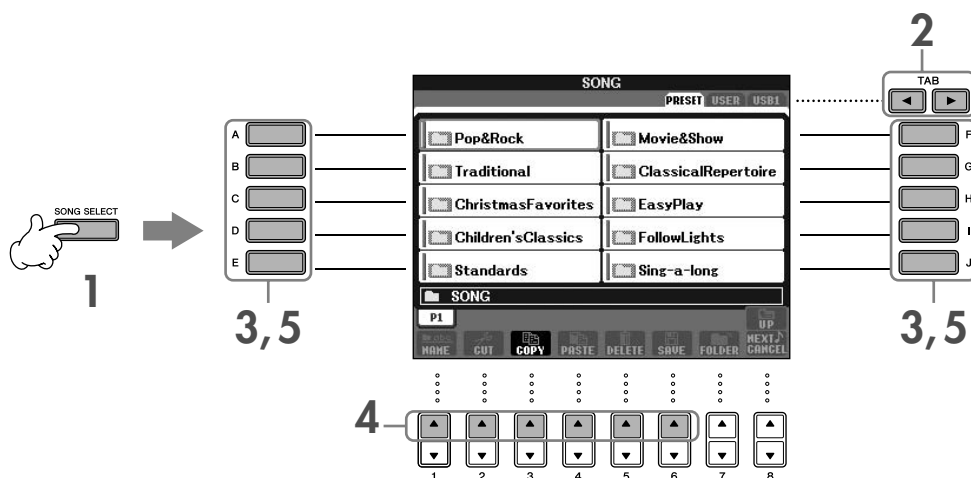 2
TAB
SONG
PRESET USER USB1
A
Pop&Rock
Movie&Show
F
B
Traditional
ClassicalRepertoire
G
C
ChristmasFavorites
EasyPlay
H
SONG SELECT
D
Children'sClassics
FollowLights
I
E
Standards
Sing-a-long
J
1
SONG
3, 5
P1
UP
3, 5
NAME CUT COPY PASTE DELETE SAVE FOLDER NEXT♪ CANCEL
4
1 2 3 4 5 6 7 8